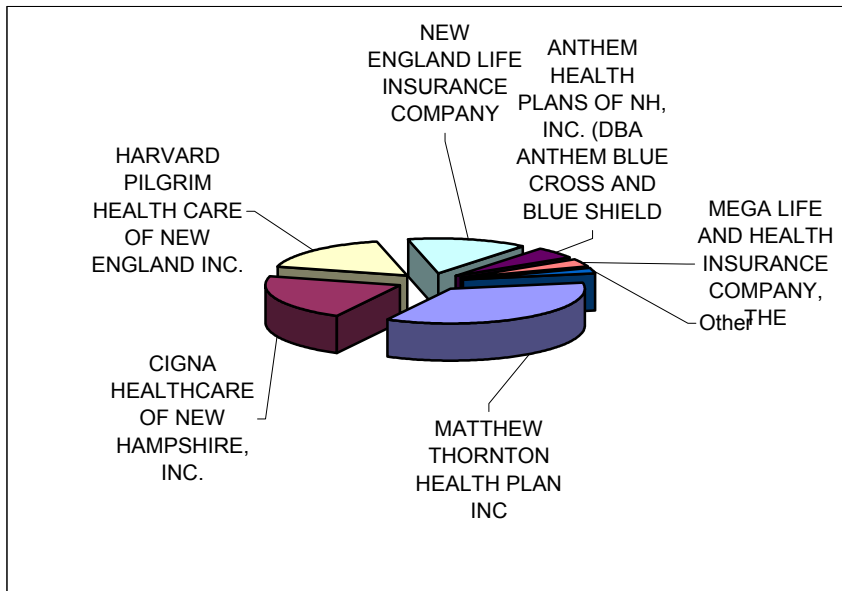 NEW
ENGLAND LIFE
INSURANCE
COMPANY
ANTHEM
HEALTH
PLANS OF NH,
INC. (DBA
ANTHEM BLUE
CROSS AND
BLUE SHIELD
HARVARD
PILGRIM
HEALTH CARE
OF NEW
ENGLAND INC.
MEGA LIFE
AND HEALTH
INSURANCE
COMPANY,
THE
Other
CIGNA
HEALTHCARE
OF NEW
HAMPSHIRE,
INC.
MATTHEW
THORNTON
HEALTH PLAN
INC